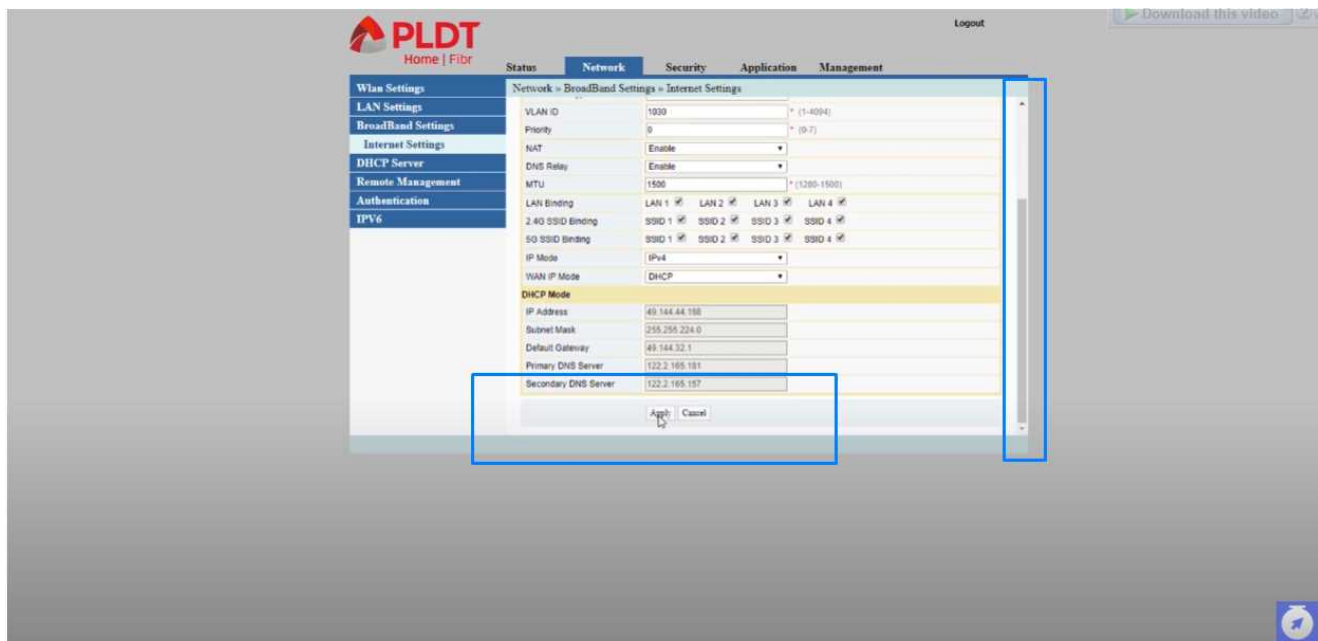 Download this video
Logout
PLDT
Home | Fibr
Status Network Security Application Management
Wlan Settings
LAN Settings
BroadBand Settings
Internet Settings
DHCP Server
Remote Management
Authentication
IPV6
Network » BroadBand Settings » Internet Settings
VLAN ID 1030 * (1-4094)
Priority 0 * (0-7)
NAT Enable
DNS Relay Enable
MTU 1500 * (1280-1500)
LAN Binding LAN 1 LAN 2 LAN 3 LAN 4
2.4G SSID Binding SSID 1 SSID 2 SSID 3 SSID 4
5G SSID Binding SSID 1 SSID 2 SSID 3 SSID 4
IP Mode IPv4
WAN IP Mode DHCP
DHCP Mode
IP Address 49.144.44.168
Subnet Mask 255.255.224.0
Default Gateway 49.144.32.1
Primary DNS Server 122.2.165.181
Secondary DNS Server 122.2.165.157
Apply Cancel